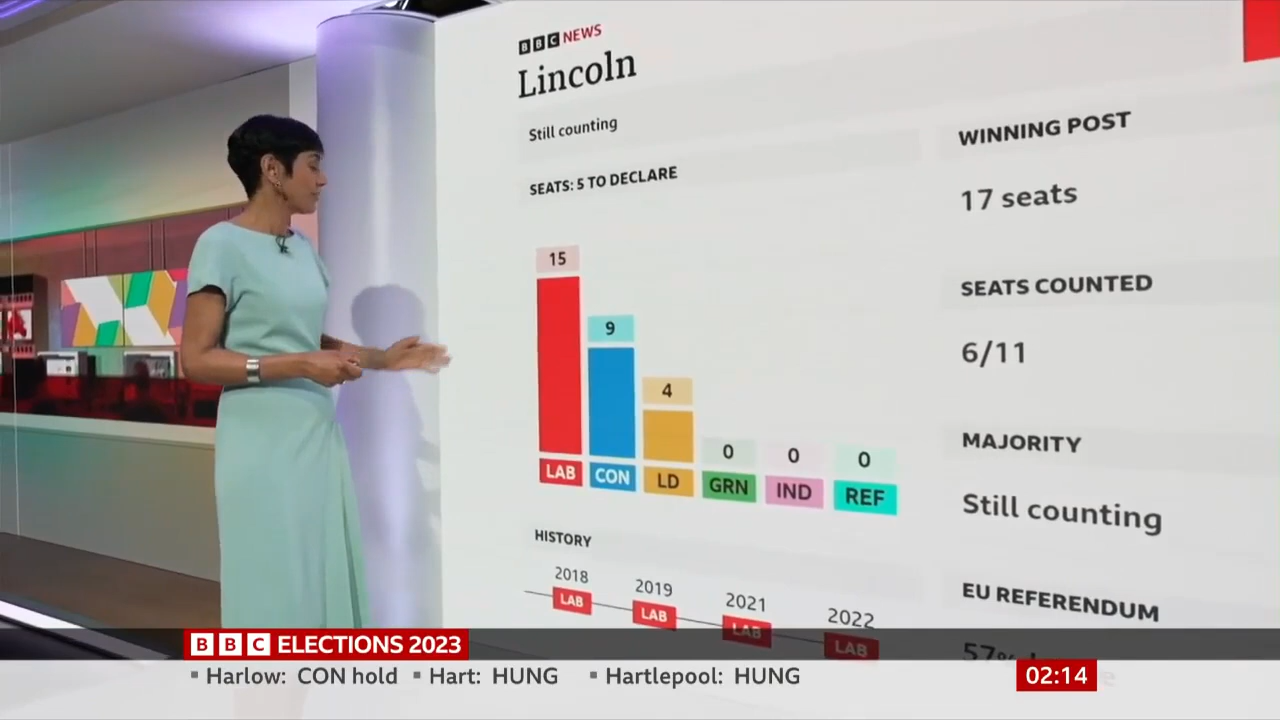 BBC NEWS
Lincoln
Still counting
SEATS: 5 TO DECLARE
15
9
4
0
0
0
LAB
CON
LD
GRN
IND
REF
HISTORY
2018
2019
2021
2022
LAB
LAB
LAB
LAB
WINNING POST
17 seats
SEATS COUNTED
6/11
MAJORITY
Still counting
EU REFERENDUM
57%
BBC ELECTIONS 2023
Harlow: CON hold ▪ Hart: HUNG ▪ Hartlepool: HUNG
02:14